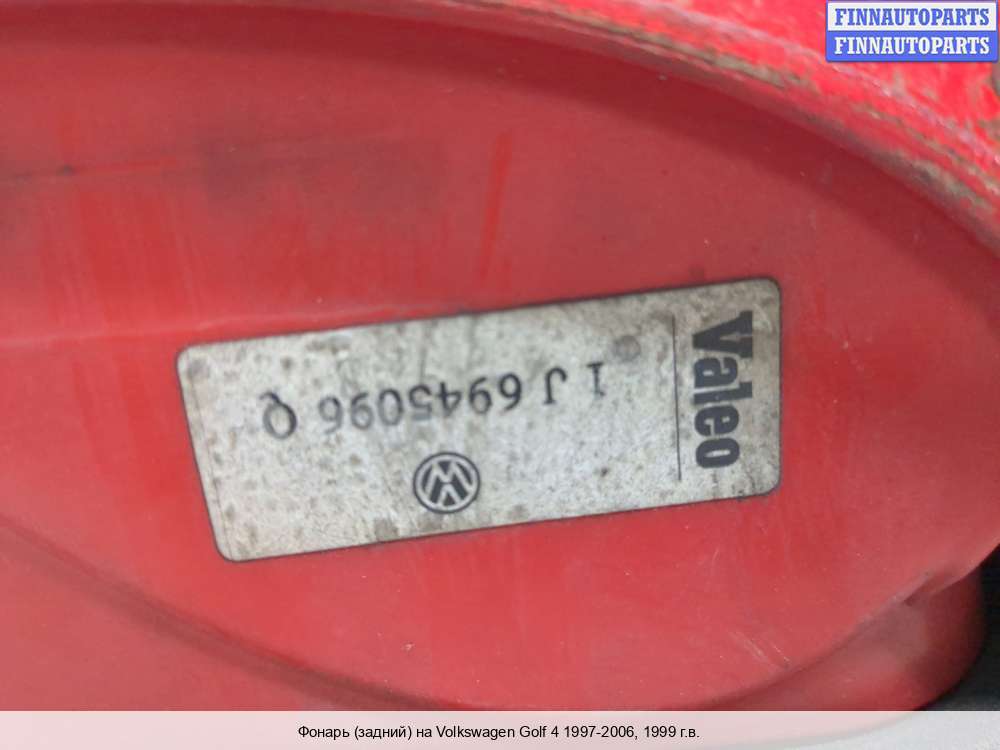 FINNAUTOPARTS
FINNAUTOPARTS
Valeo
1 J 6945096 Q
Фонарь (задний) на Volkswagen Golf 4 1997-2006, 1999 г.в.